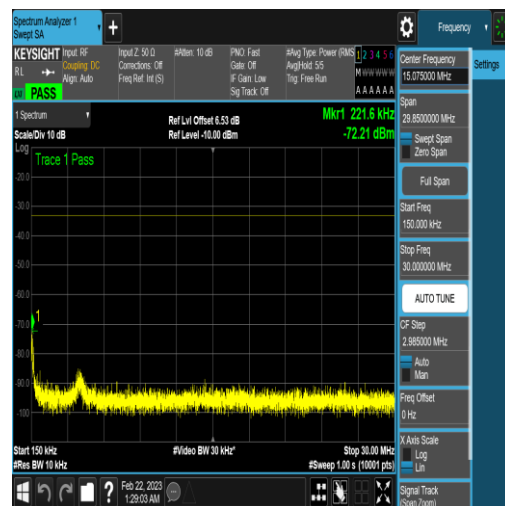 Spectrum Analyzer 1
Swept SA
+
Frequency
KEYSIGHT
RL
PASS
Input: RF
Coupling: DC
Align: Auto
Input Z: 50 Ω
Corrections: Off
Freq Ref: Int (S)
#Atten: 10 dB
PNO: Fast
Gate: Off
IF Gain: Low
Sig Track: Off
#Avg Type: Power (RMS
Avg|Hold: 5/5
Trig: Free Run
1 2 3 4 5 6
M W W W W W
A A A A A A
1 Spectrum
Scale/Div 10 dB
Log
Ref Lvl Offset 6.53 dB
Ref Level -10.00 dBm
Mkr1 221.6 kHz
-72.21 dBm
Trace 1 Pass
-20.0
-30.0
-40.0
-50.0
-60.0
-70.0
-80.0
-90.0
-100
1
Start 150 kHz
#Res BW 10 kHz
#Video BW 30 kHz*
Stop 30.00 MHz
#Sweep 1.00 s (10001 pts)
?
Feb 22, 2023
1:29:03 AM
Center Frequency
15.075000 MHz
Settings
Span
29.8500000 MHz
Swept Span
Zero Span
Full Span
Start Freq
150.000 kHz
Stop Freq
30.000000 MHz
AUTO TUNE
CF Step
2.985000 MHz
Auto
Man
Freq Offset
0 Hz
X Axis Scale
Log
Lin
Signal Track
(Span Zoom)